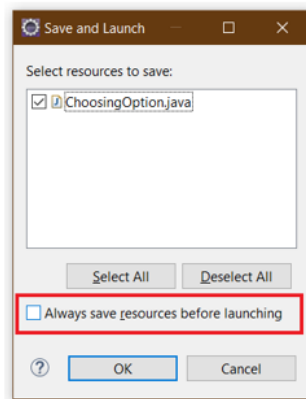 Save and Launch
Select resources to save:
ChoosingOption.java
Select All Deselect All
Always save resources before launching
? OK Cancel